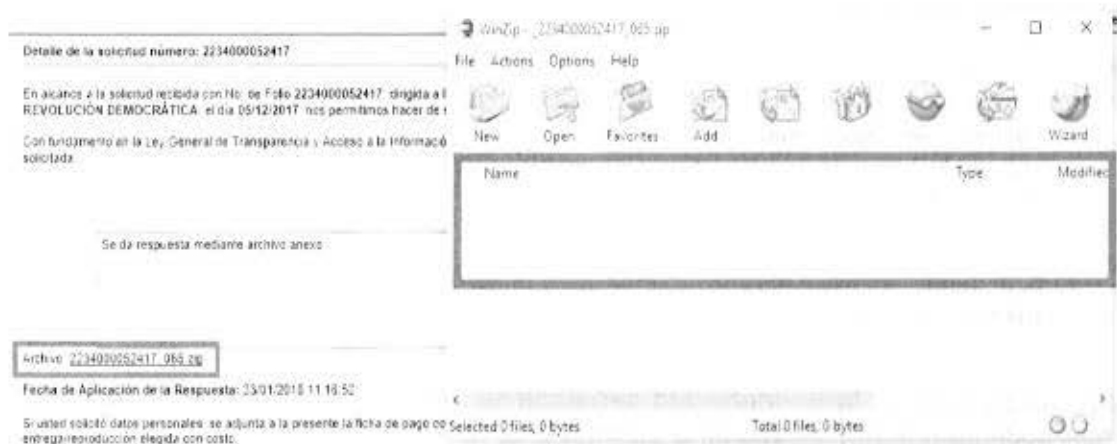 Detalle de la solicitud número: 2234000052417
En alcance a la solicitud recibida con No. de Folio 2234000052417, dirigida a l
REVOLUCIÓN DEMOCRÁTICA, el día 05/12/2017, nos permitimos hacer de
Con fundamento en la Ley General de Transparencia y Acceso a la Informació
solicitada.
Se da respuesta mediante archivo anexo
Archivo: 2234000052417_065.zip
Fecha de Aplicación de la Respuesta: 23/01/2018 11:16:52
Si usted solicitó datos personales, se adjunta a la presente la ficha de pago co
entrega/reproducción elegida con costo.
WinZip - _2234000052417_065.zip
File Actions Options Help
New Open Favorites Add Wizard
Name Type Modified
Selected 0 files, 0 bytes Total 0 files, 0 bytes